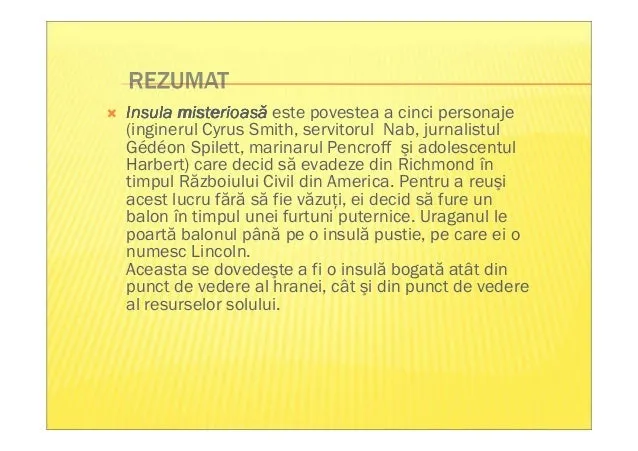 REZUMAT
Insula misterioasă este povestea a cinci personaje
(inginerul Cyrus Smith, servitorul Nab, jurnalistul
Gédéon Spilett, marinarul Pencroff şi adolescentul
Harbert) care decid să evadeze din Richmond în
timpul Războiului Civil din America. Pentru a reuşi
acest lucru fără să fie văzuţi, ei decid să fure un
balon în timpul unei furtuni puternice. Uraganul le
poartă balonul până pe o insulă pustie, pe care ei o
numesc Lincoln.
Aceasta se dovedeşte a fi o insulă bogată atât din
punct de vedere al hranei, cât şi din punct de vedere
al resurselor solului.